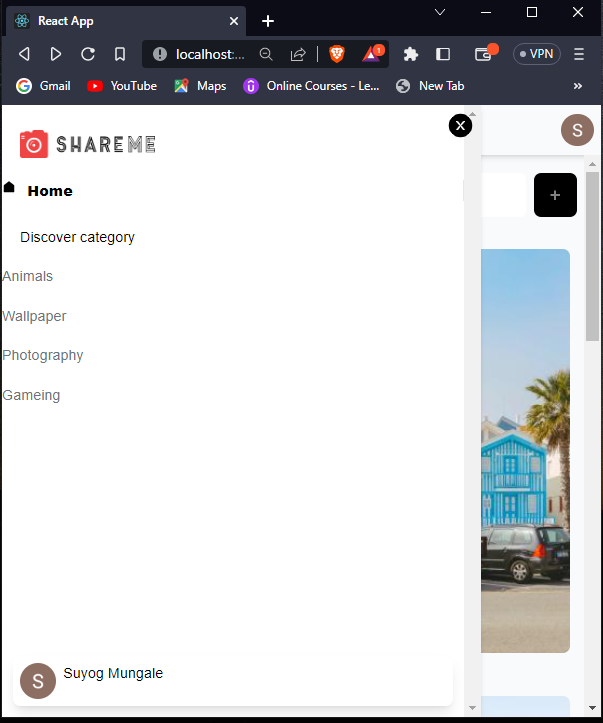 React App
localhost:...
1
VPN
Gmail
YouTube
Maps
Online Courses - Le...
New Tab
»
SHAREME
X
S
Home
+
Discover category
Animals
Wallpaper
Photography
Gameing
S
Suyog Mungale